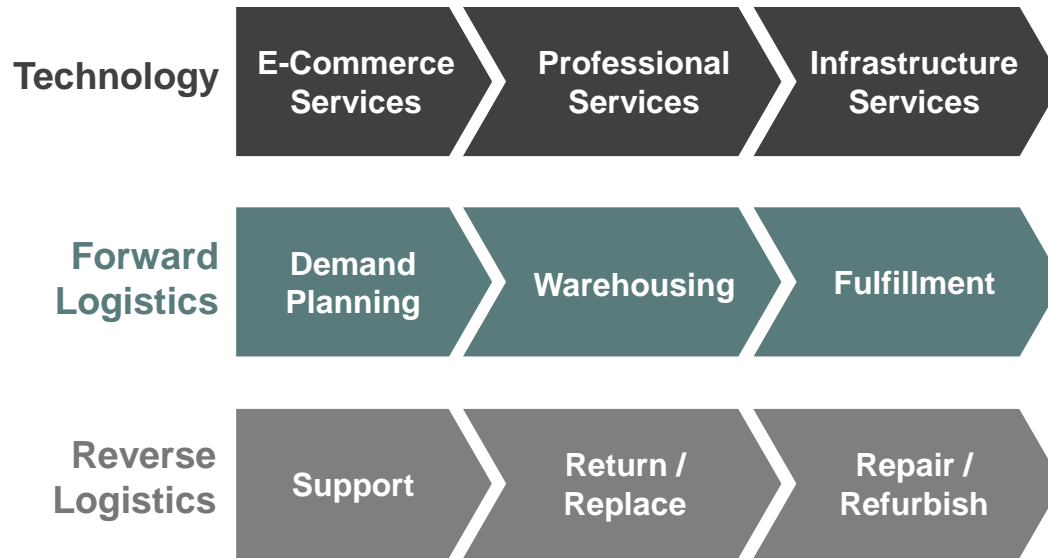 Technology
E-Commerce
Services
Professional
Services
Infrastructure
Services
Forward
Logistics
Demand
Planning
Warehousing
Fulfillment
Reverse
Logistics
Support
Return /
Replace
Repair /
Refurbish